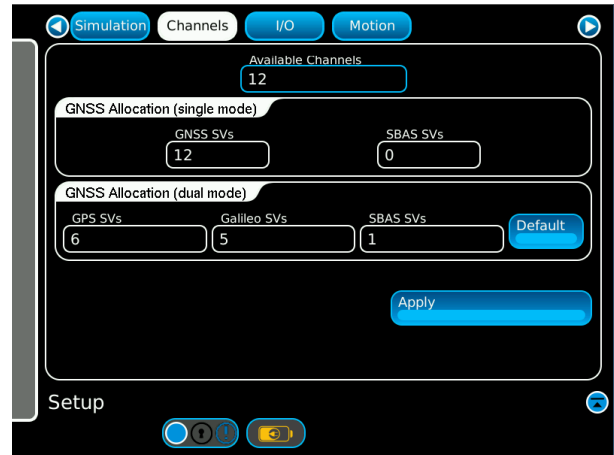 Simulation Channels I/O Motion
Available Channels
12
GNSS Allocation (single mode)
GNSS SVs SBAS SVs
12 0
GNSS Allocation (dual mode)
GPS SVs Galileo SVs SBAS SVs
6 5 1 Default
Apply
Setup